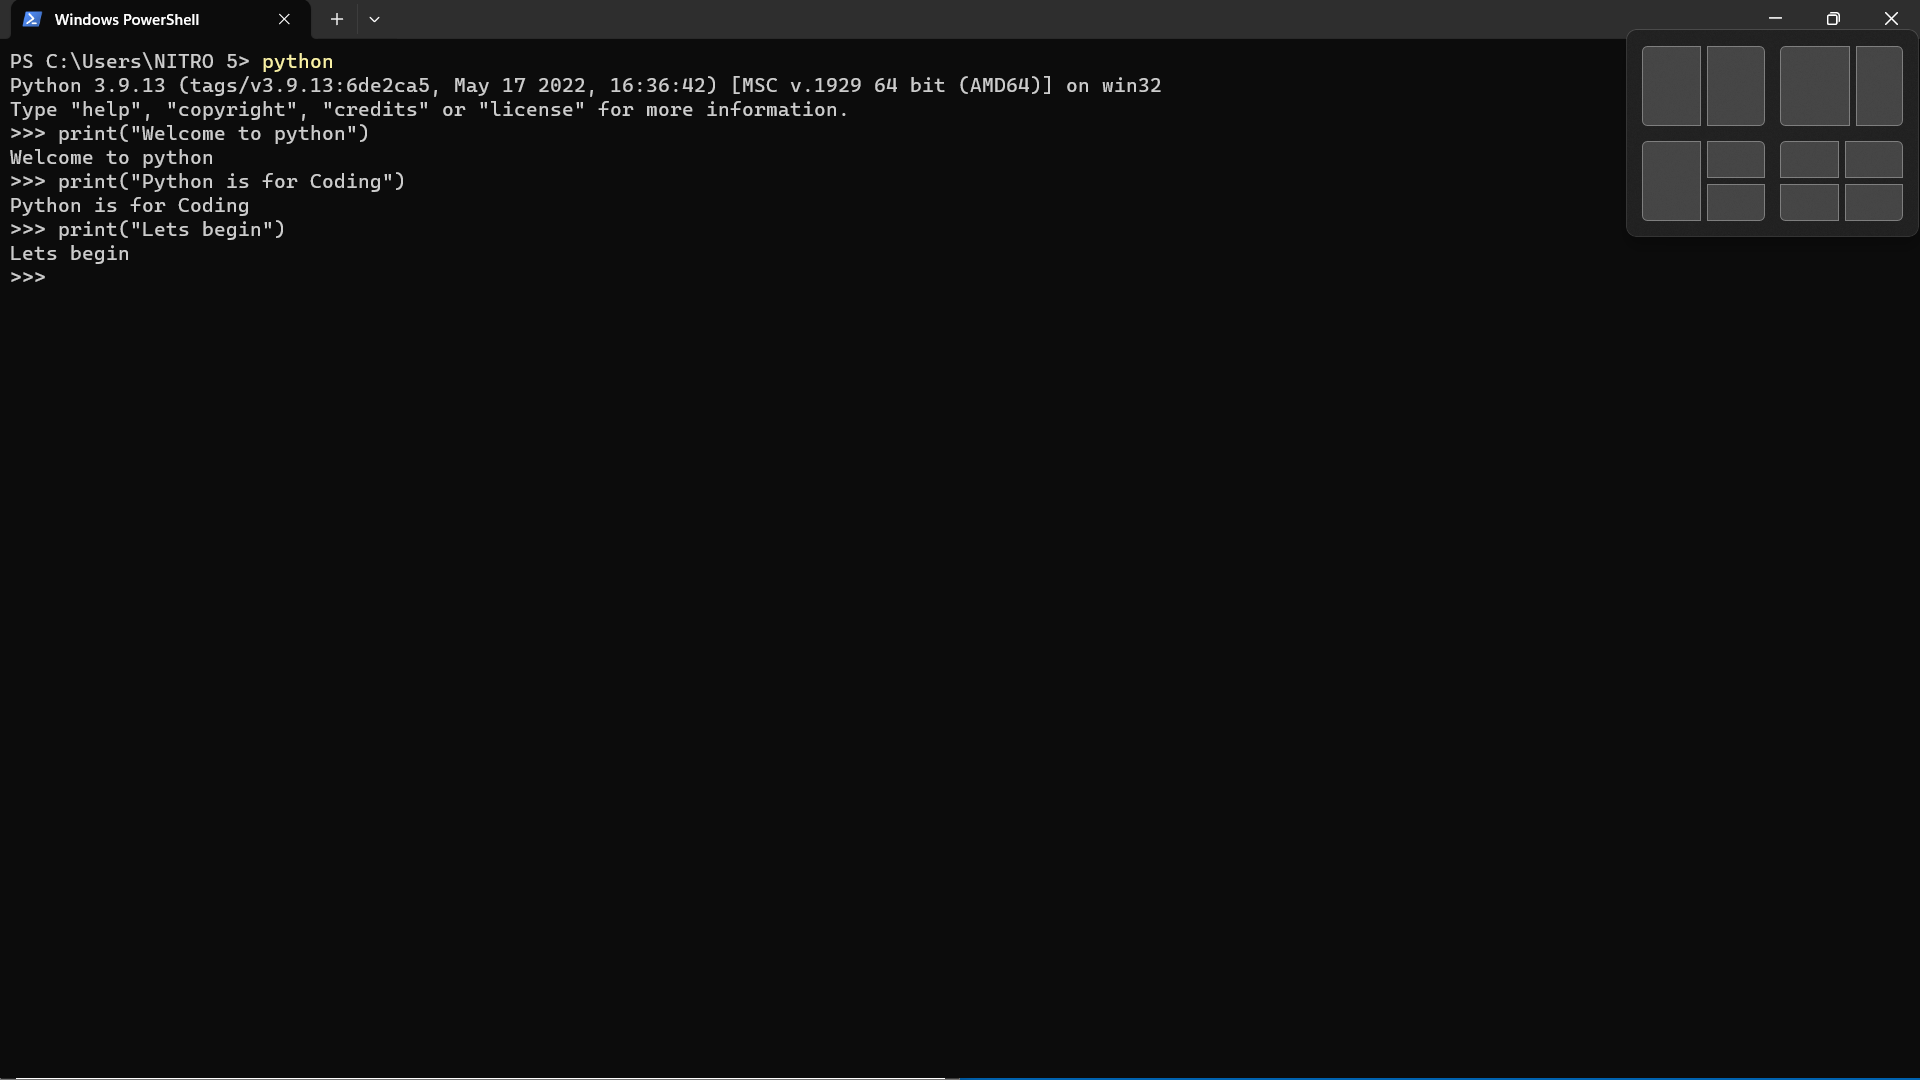 Windows PowerShell
PS C:\Users\NITRO 5> python
Python 3.9.13 (tags/v3.9.13:6de2ca5, May 17 2022, 16:36:42) [MSC v.1929 64 bit (AMD64)] on win32
Type "help", "copyright", "credits" or "license" for more information.
>>> print("Welcome to python")
Welcome to python
>>> print("Python is for Coding")
Python is for Coding
>>> print("Lets begin")
Lets begin
>>>